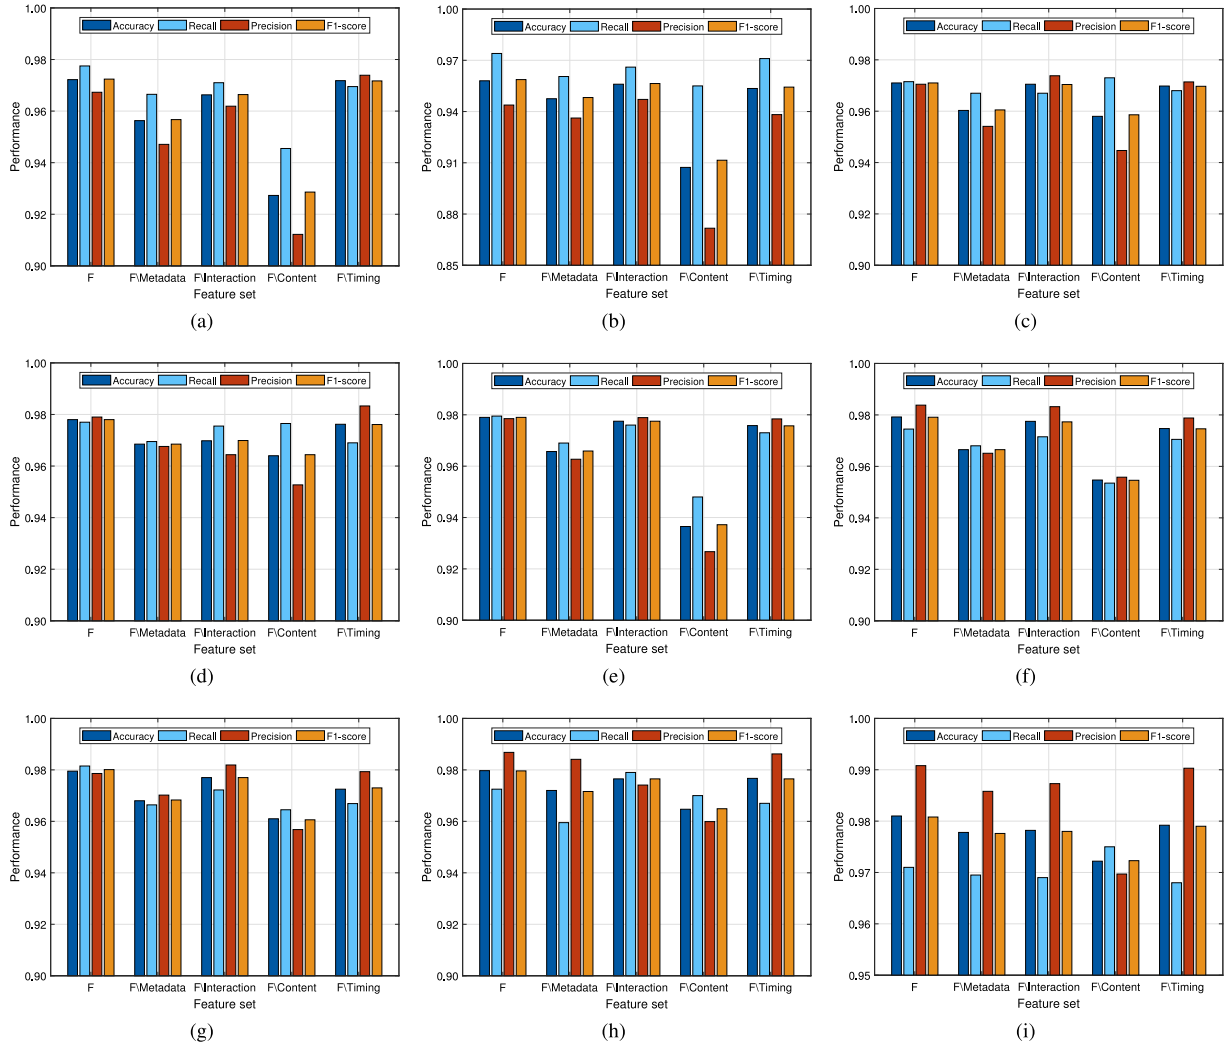 1.00
Accuracy Recall Precision F1-score
0.98
0.96
0.94
0.92
0.90
Performance
F F\Metadata F\Interaction F\Content F\Timing
Feature set
(a)
1.00
Accuracy Recall Precision F1-score
0.97
0.94
0.91
0.88
0.85
Performance
F F\Metadata F\Interaction F\Content F\Timing
Feature set
(b)
1.00
Accuracy Recall Precision F1-score
0.98
0.96
0.94
0.92
0.90
Performance
F F\Metadata F\Interaction F\Content F\Timing
Feature set
(c)
1.00
Accuracy Recall Precision F1-score
0.98
0.96
0.94
0.92
0.90
Performance
F F\Metadata F\Interaction F\Content F\Timing
Feature set
(d)
1.00
Accuracy Recall Precision F1-score
0.98
0.96
0.94
0.92
0.90
Performance
F F\Metadata F\Interaction F\Content F\Timing
Feature set
(e)
1.00
Accuracy Recall Precision F1-score
0.98
0.96
0.94
0.92
0.90
Performance
F F\Metadata F\Interaction F\Content F\Timing
Feature set
(f)
1.00
Accuracy Recall Precision F1-score
0.98
0.96
0.94
0.92
0.90
Performance
F F\Metadata F\Interaction F\Content F\Timing
Feature set
(g)
1.00
Accuracy Recall Precision F1-score
0.98
0.96
0.94
0.92
0.90
Performance
F F\Metadata F\Interaction F\Content F\Timing
Feature set
(h)
1.00
Accuracy Recall Precision F1-score
0.99
0.98
0.97
0.96
0.95
Performance
F F\Metadata F\Interaction F\Content F\Timing
Feature set
(i)